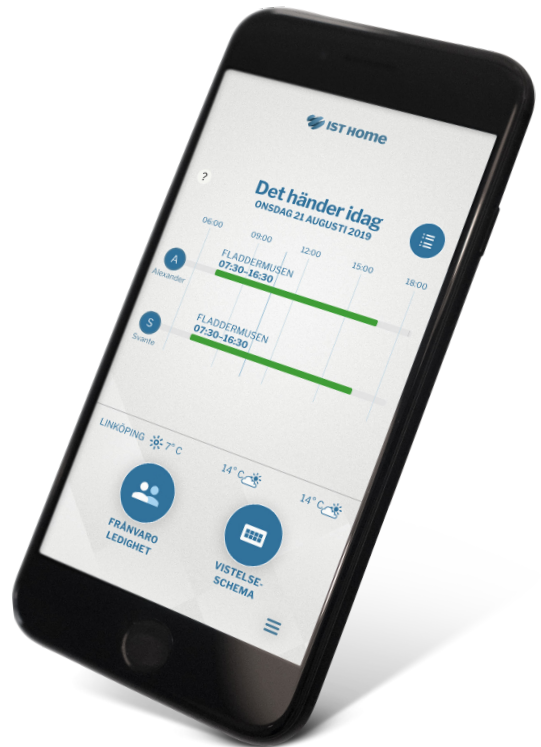 IST Home
?
Det händer idag
ONSDAG 21 AUGUSTI 2019
06:00 09:00 12:00 15:00 18:00
A
Alexander
FLADDERMUSEN
07:30-16:30
S
Svante
FLADDERMUSEN
07:30-16:30
LINKÖPING 7°C 14°C 14°C
FRÅNVARO
LEDIGHET
VISTELSE-
SCHEMA